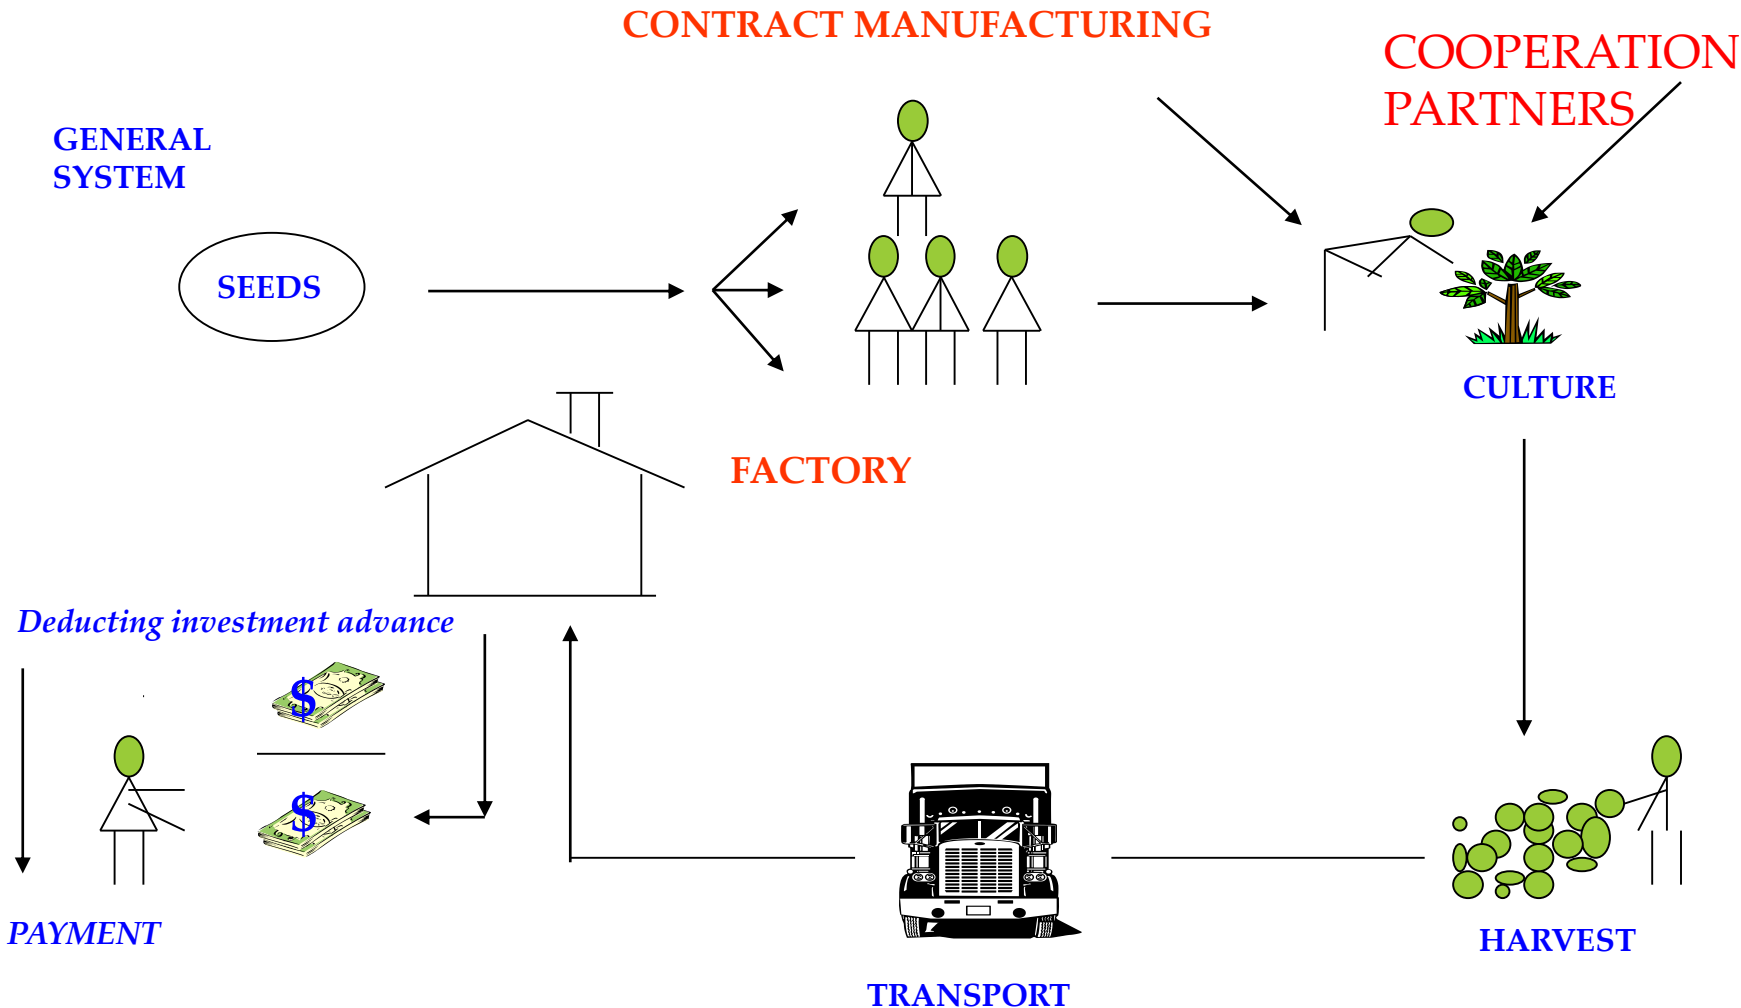 CONTRACT MANUFACTURING
COOPERATION
PARTNERS
GENERAL
SYSTEM
SEEDS
CULTURE
FACTORY
Deducting investment advance
$
$
PAYMENT
HARVEST
TRANSPORT